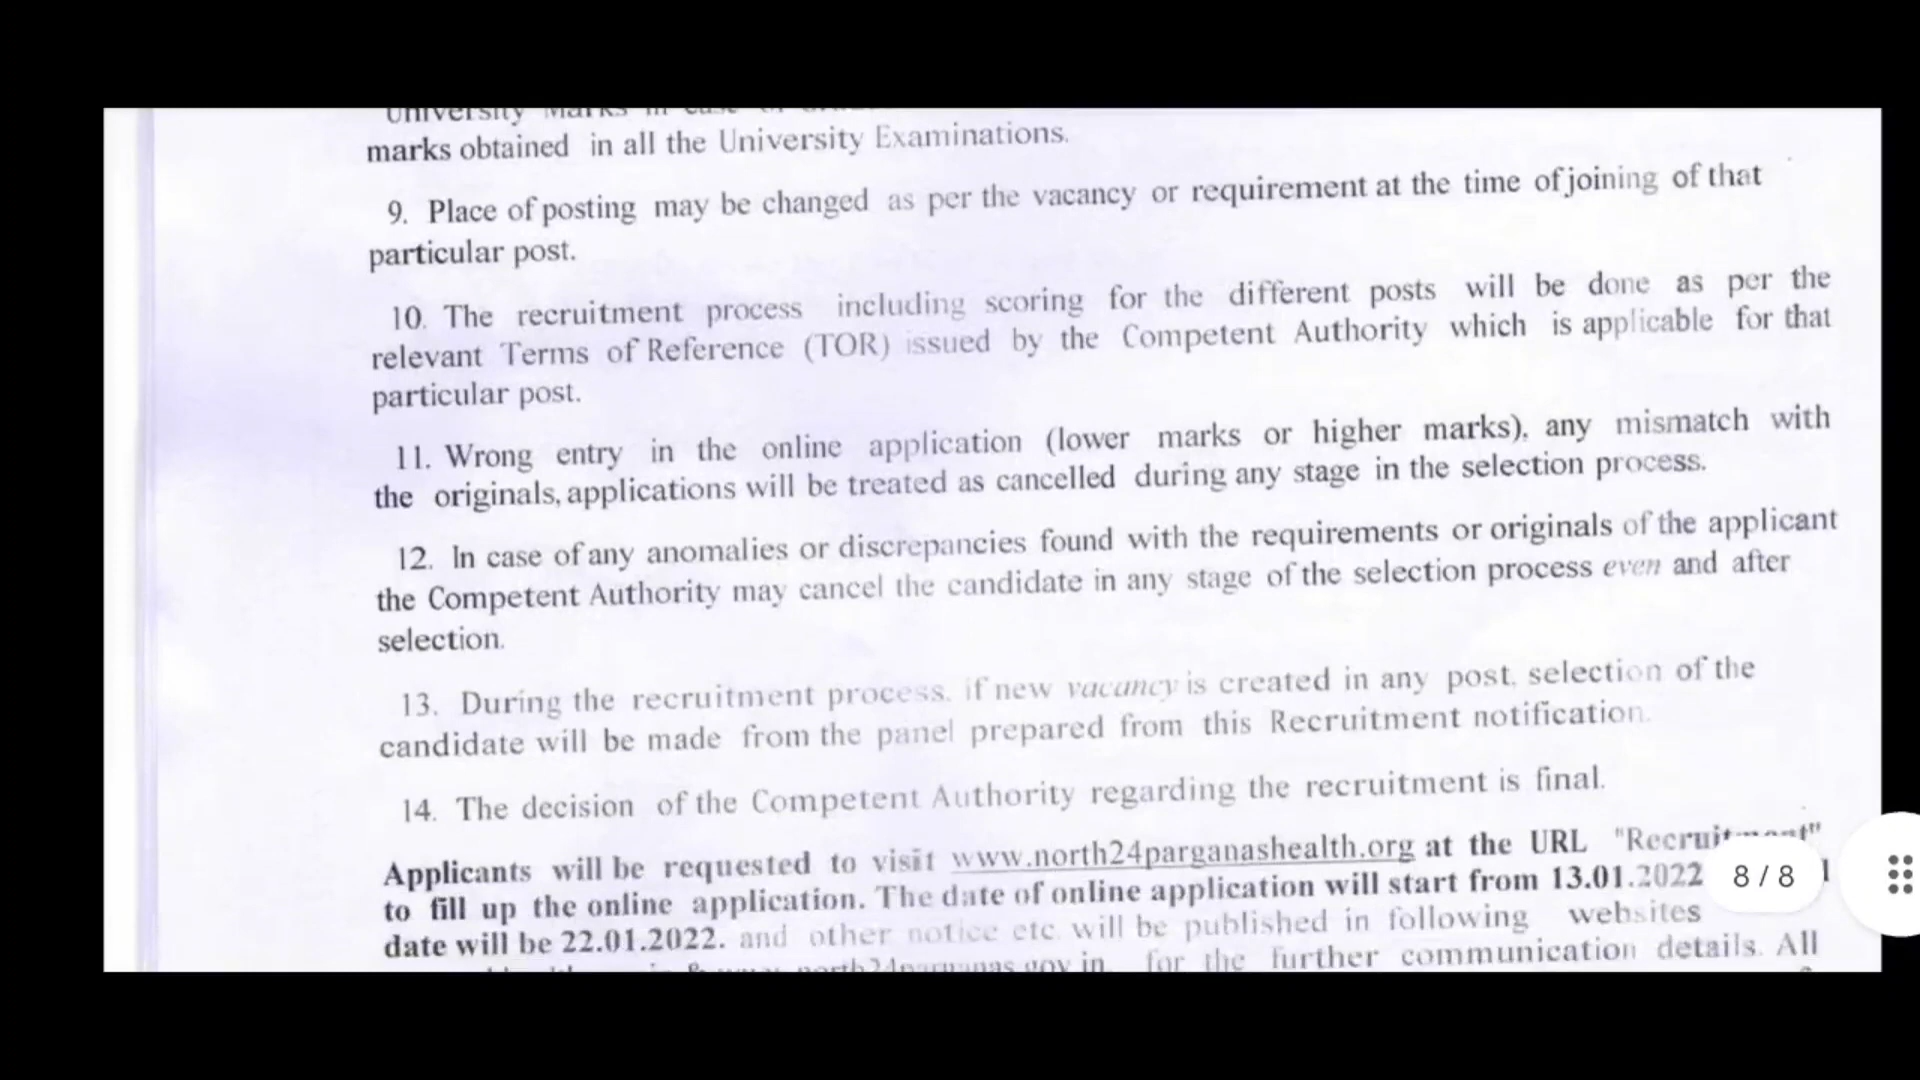 University Marks in case of
marks obtained in all the University Examinations.
9. Place of posting may be changed as per the vacancy or requirement at the time of joining of that
particular post.
10. The recruitment process including scoring for the different posts will be done as per the
relevant Terms of Reference (TOR) issued by the Competent Authority which is applicable for that
particular post.
11. Wrong entry in the online application (lower marks or higher marks), any mismatch with
the originals, applications will be treated as cancelled during any stage in the selection process.
12. In case of any anomalies or discrepancies found with the requirements or originals of the applicant
the Competent Authority may cancel the candidate in any stage of the selection process even and after
selection.
13. During the recruitment process, if new vacancy is created in any post, selection of the
candidate will be made from the panel prepared from this Recruitment notification.
14. The decision of the Competent Authority regarding the recruitment is final.
Applicants will be requested to visit www.north24parganashealth.org at the URL "Recruitment"
to fill up the online application. The date of online application will start from 13.01.2022
8/8
date will be 22.01.2022. and other notice etc. will be published in following websites
north24parganas.gov.in. for the further communication details. All